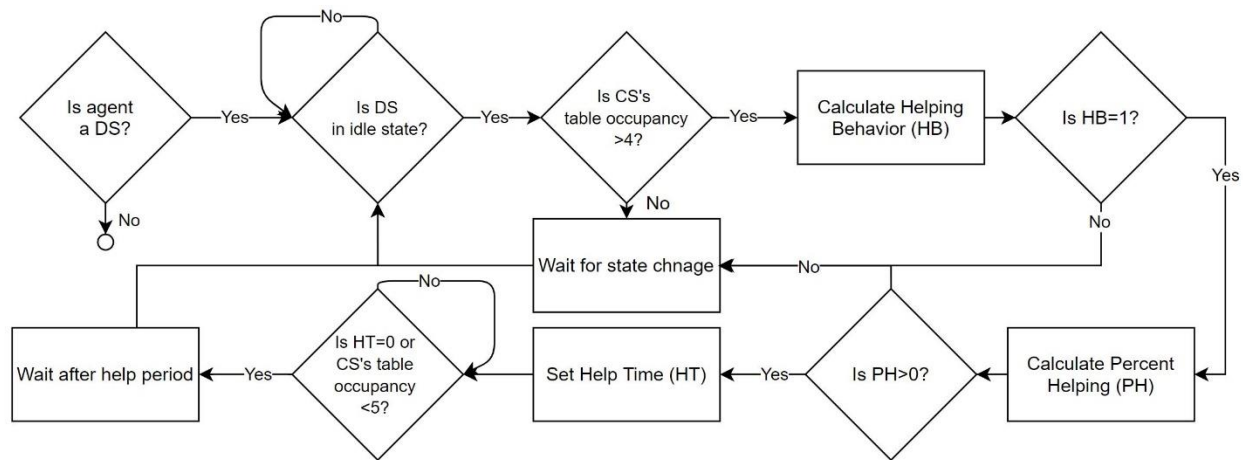 No
Is agent
a DS?
Yes
Is DS
in idle state?
Yes
Is CS's
table occupancy
>4?
Yes
Calculate Helping
Behavior (HB)
Is HB=1?
Yes
No
No
No
Wait for state chnage
No
No
Wait after help period
Yes
Is HT=0 or
CS's table
occupancy
<5?
Set Help Time (HT)
Yes
Is PH>0?
Calculate Percent
Helping (PH)